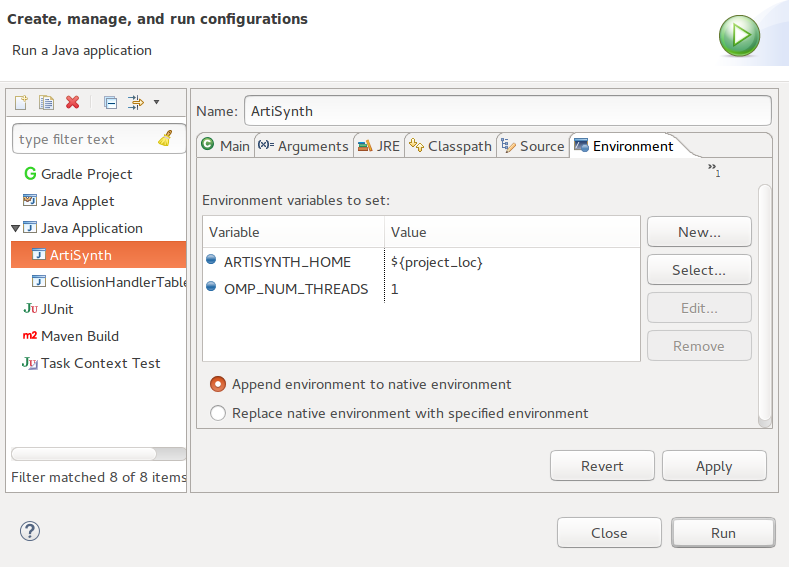 Create, manage, and run configurations
Run a Java application
Name: ArtiSynth
type filter text
Main (x)= Arguments JRE Classpath Source Environment
»1
G Gradle Project
Java Applet
Java Application
ArtiSynth
CollisionHandlerTable
JU JUnit
m2 Maven Build
Ju Task Context Test
Filter matched 8 of 8 items
Environment variables to set:
Variable Value
ARTISYNTH_HOME ${project_loc}
OMP_NUM_THREADS 1
New...
Select...
Edit...
Remove
Append environment to native environment
Replace native environment with specified environment
Revert Apply
? Close Run